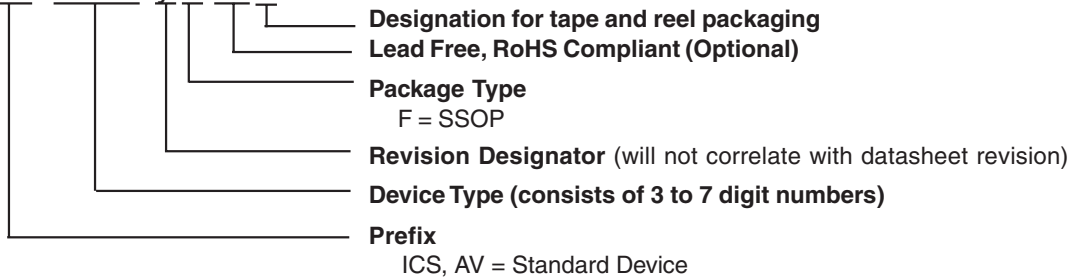 Designation for tape and reel packaging
Lead Free, RoHS Compliant (Optional)
Package Type
F = SSOP
Revision Designator (will not correlate with datasheet revision)
Device Type (consists of 3 to 7 digit numbers)
Prefix
ICS, AV = Standard Device